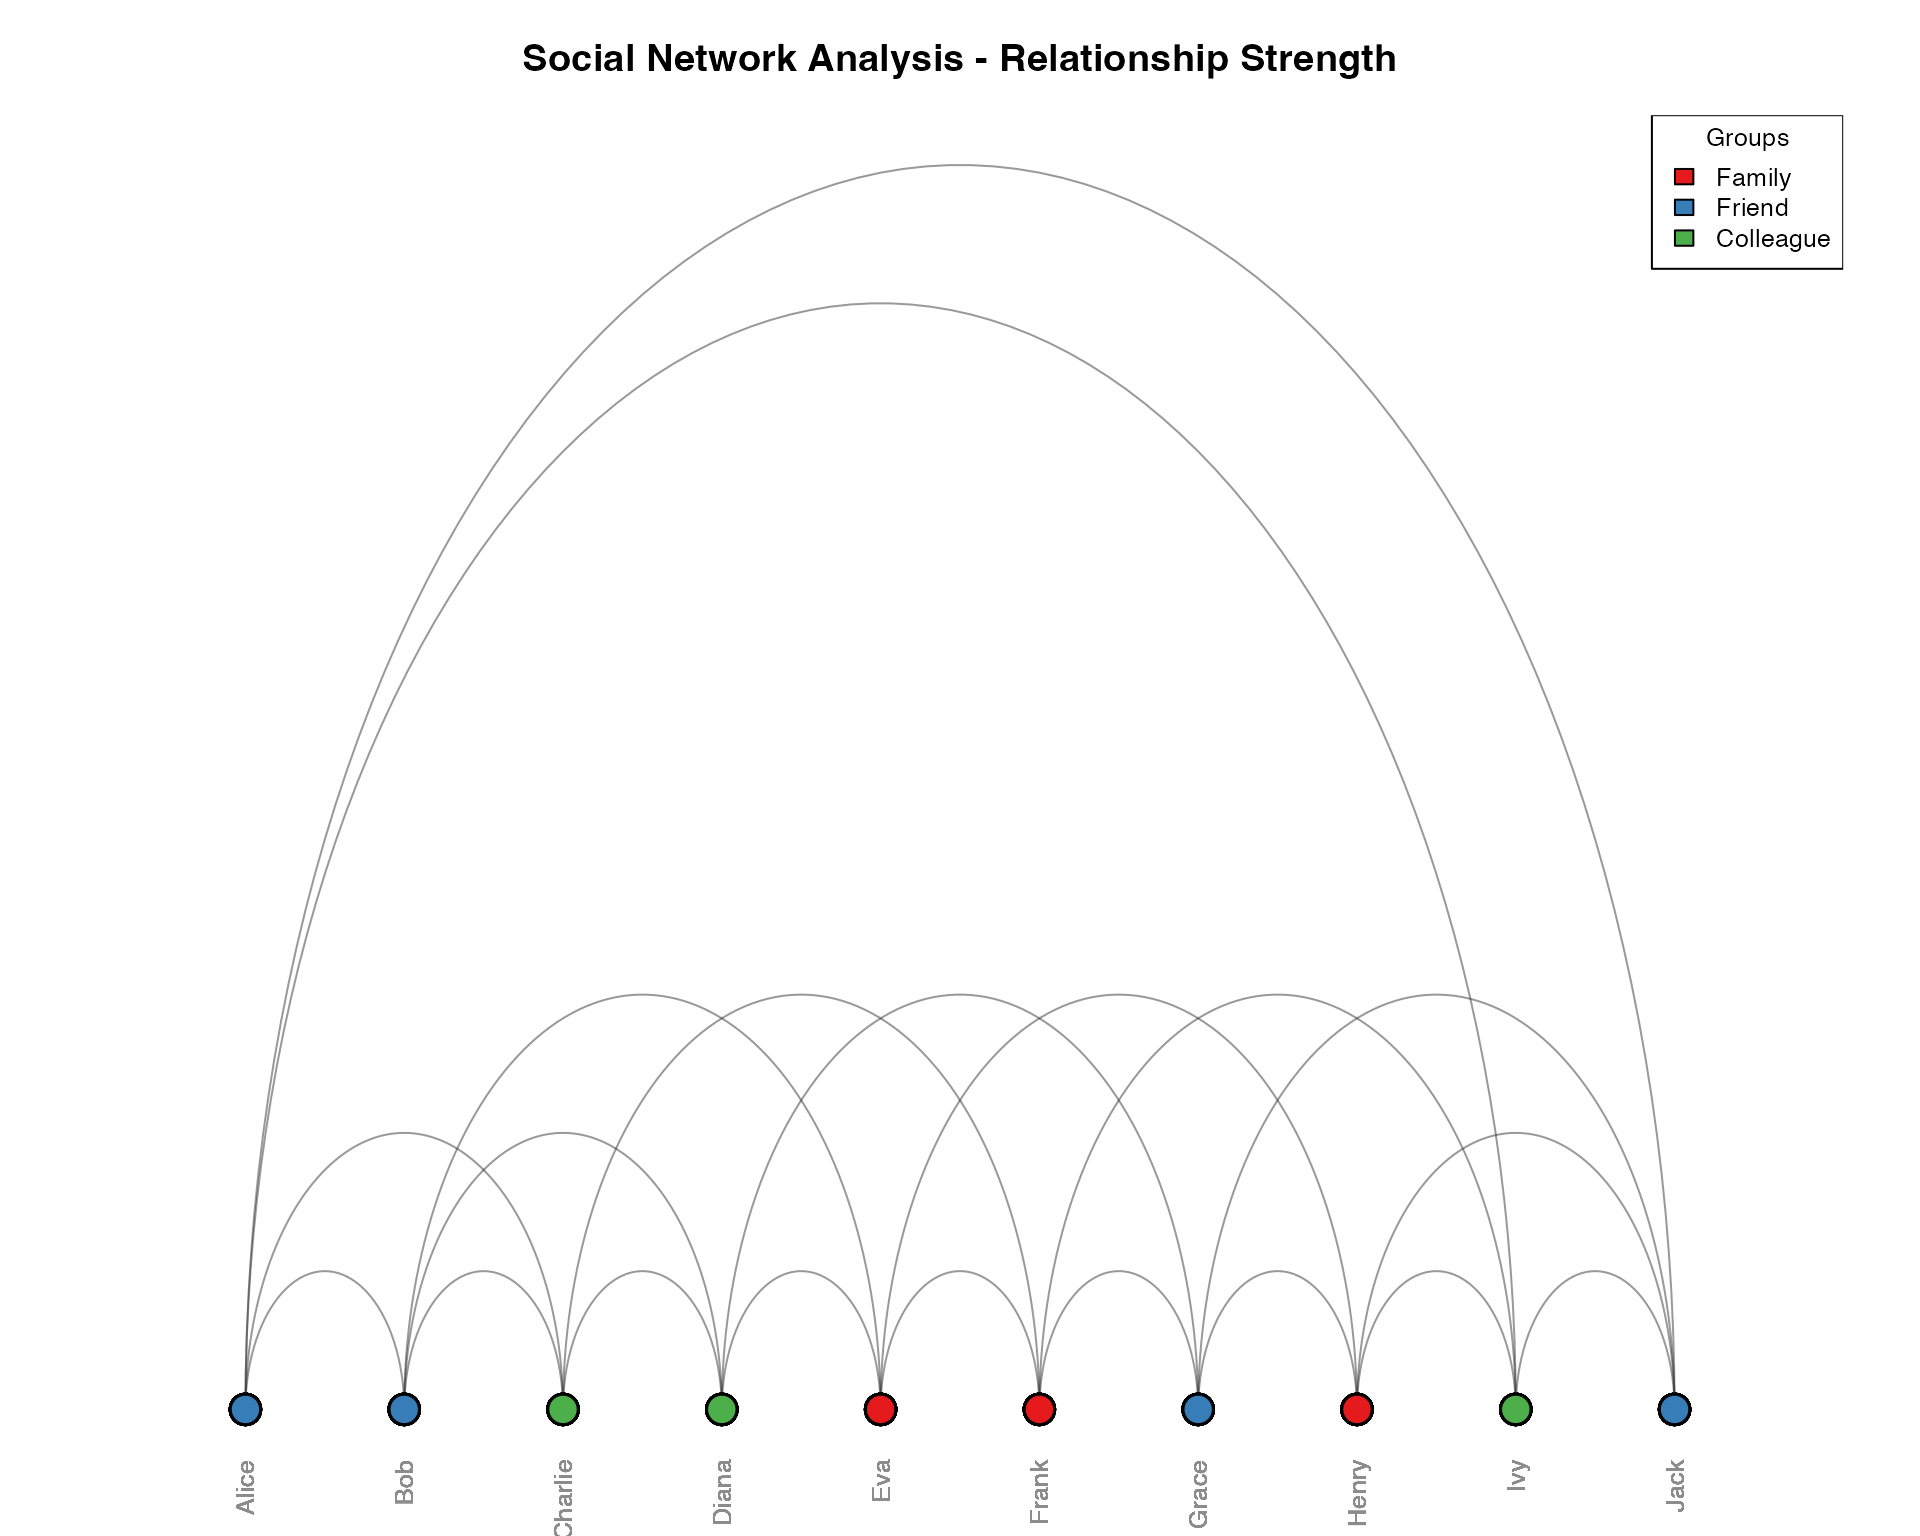 Social Network Analysis - Relationship Strength
Groups
Family
Friend
Colleague
Alice
Bob
Charlie
Diana
Eva
Frank
Grace
Henry
Ivy
Jack